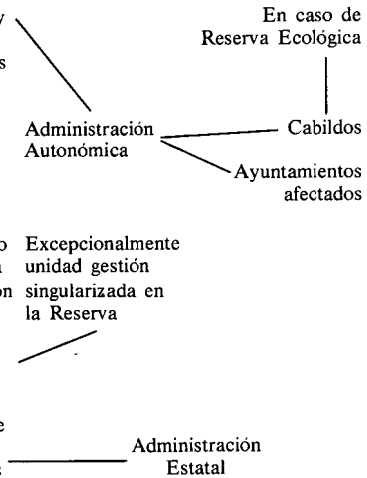 y
En caso de
Reserva Ecológica
s
Administración
Autonómica
Cabildos
Ayuntamientos
afectados
o Excepcionalmente
unidad gestión
on singularizada en
la Reserva
e
Administración
s
Estatal